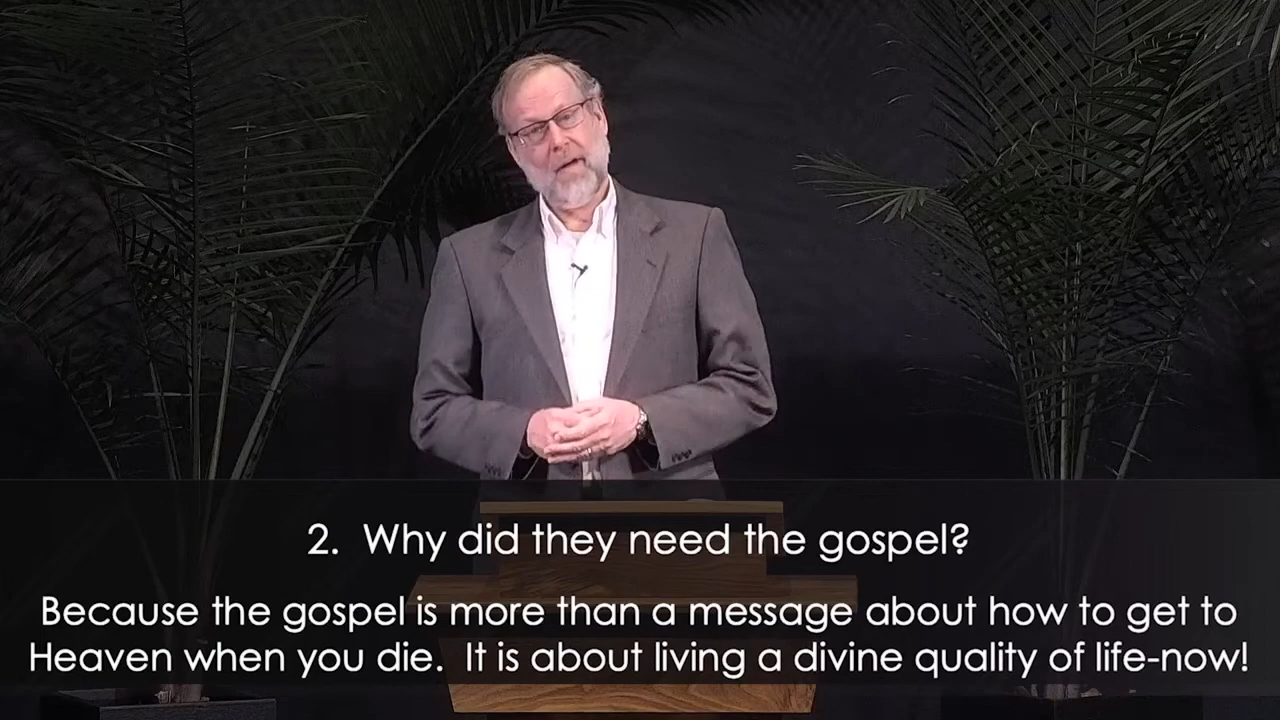 2.  Why did they need the gospel?
Because the gospel is more than a message about how to get to
Heaven when you die.  It is about living a divine quality of life-now!